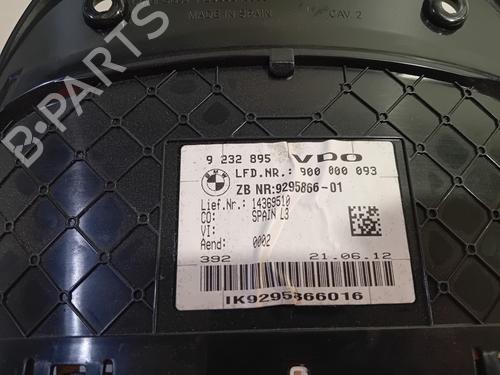 MADE IN SPAIN
CAV. 2
9 232 895 VDO
BMW
LFD.NR.: 900 000 093
ZB NR:9295866-01
Lief.Nr.: 14369510
CO: SPAIN L3
VI:
Aend: 0002
392 21.06.12
IK9295866016
B-PARTS